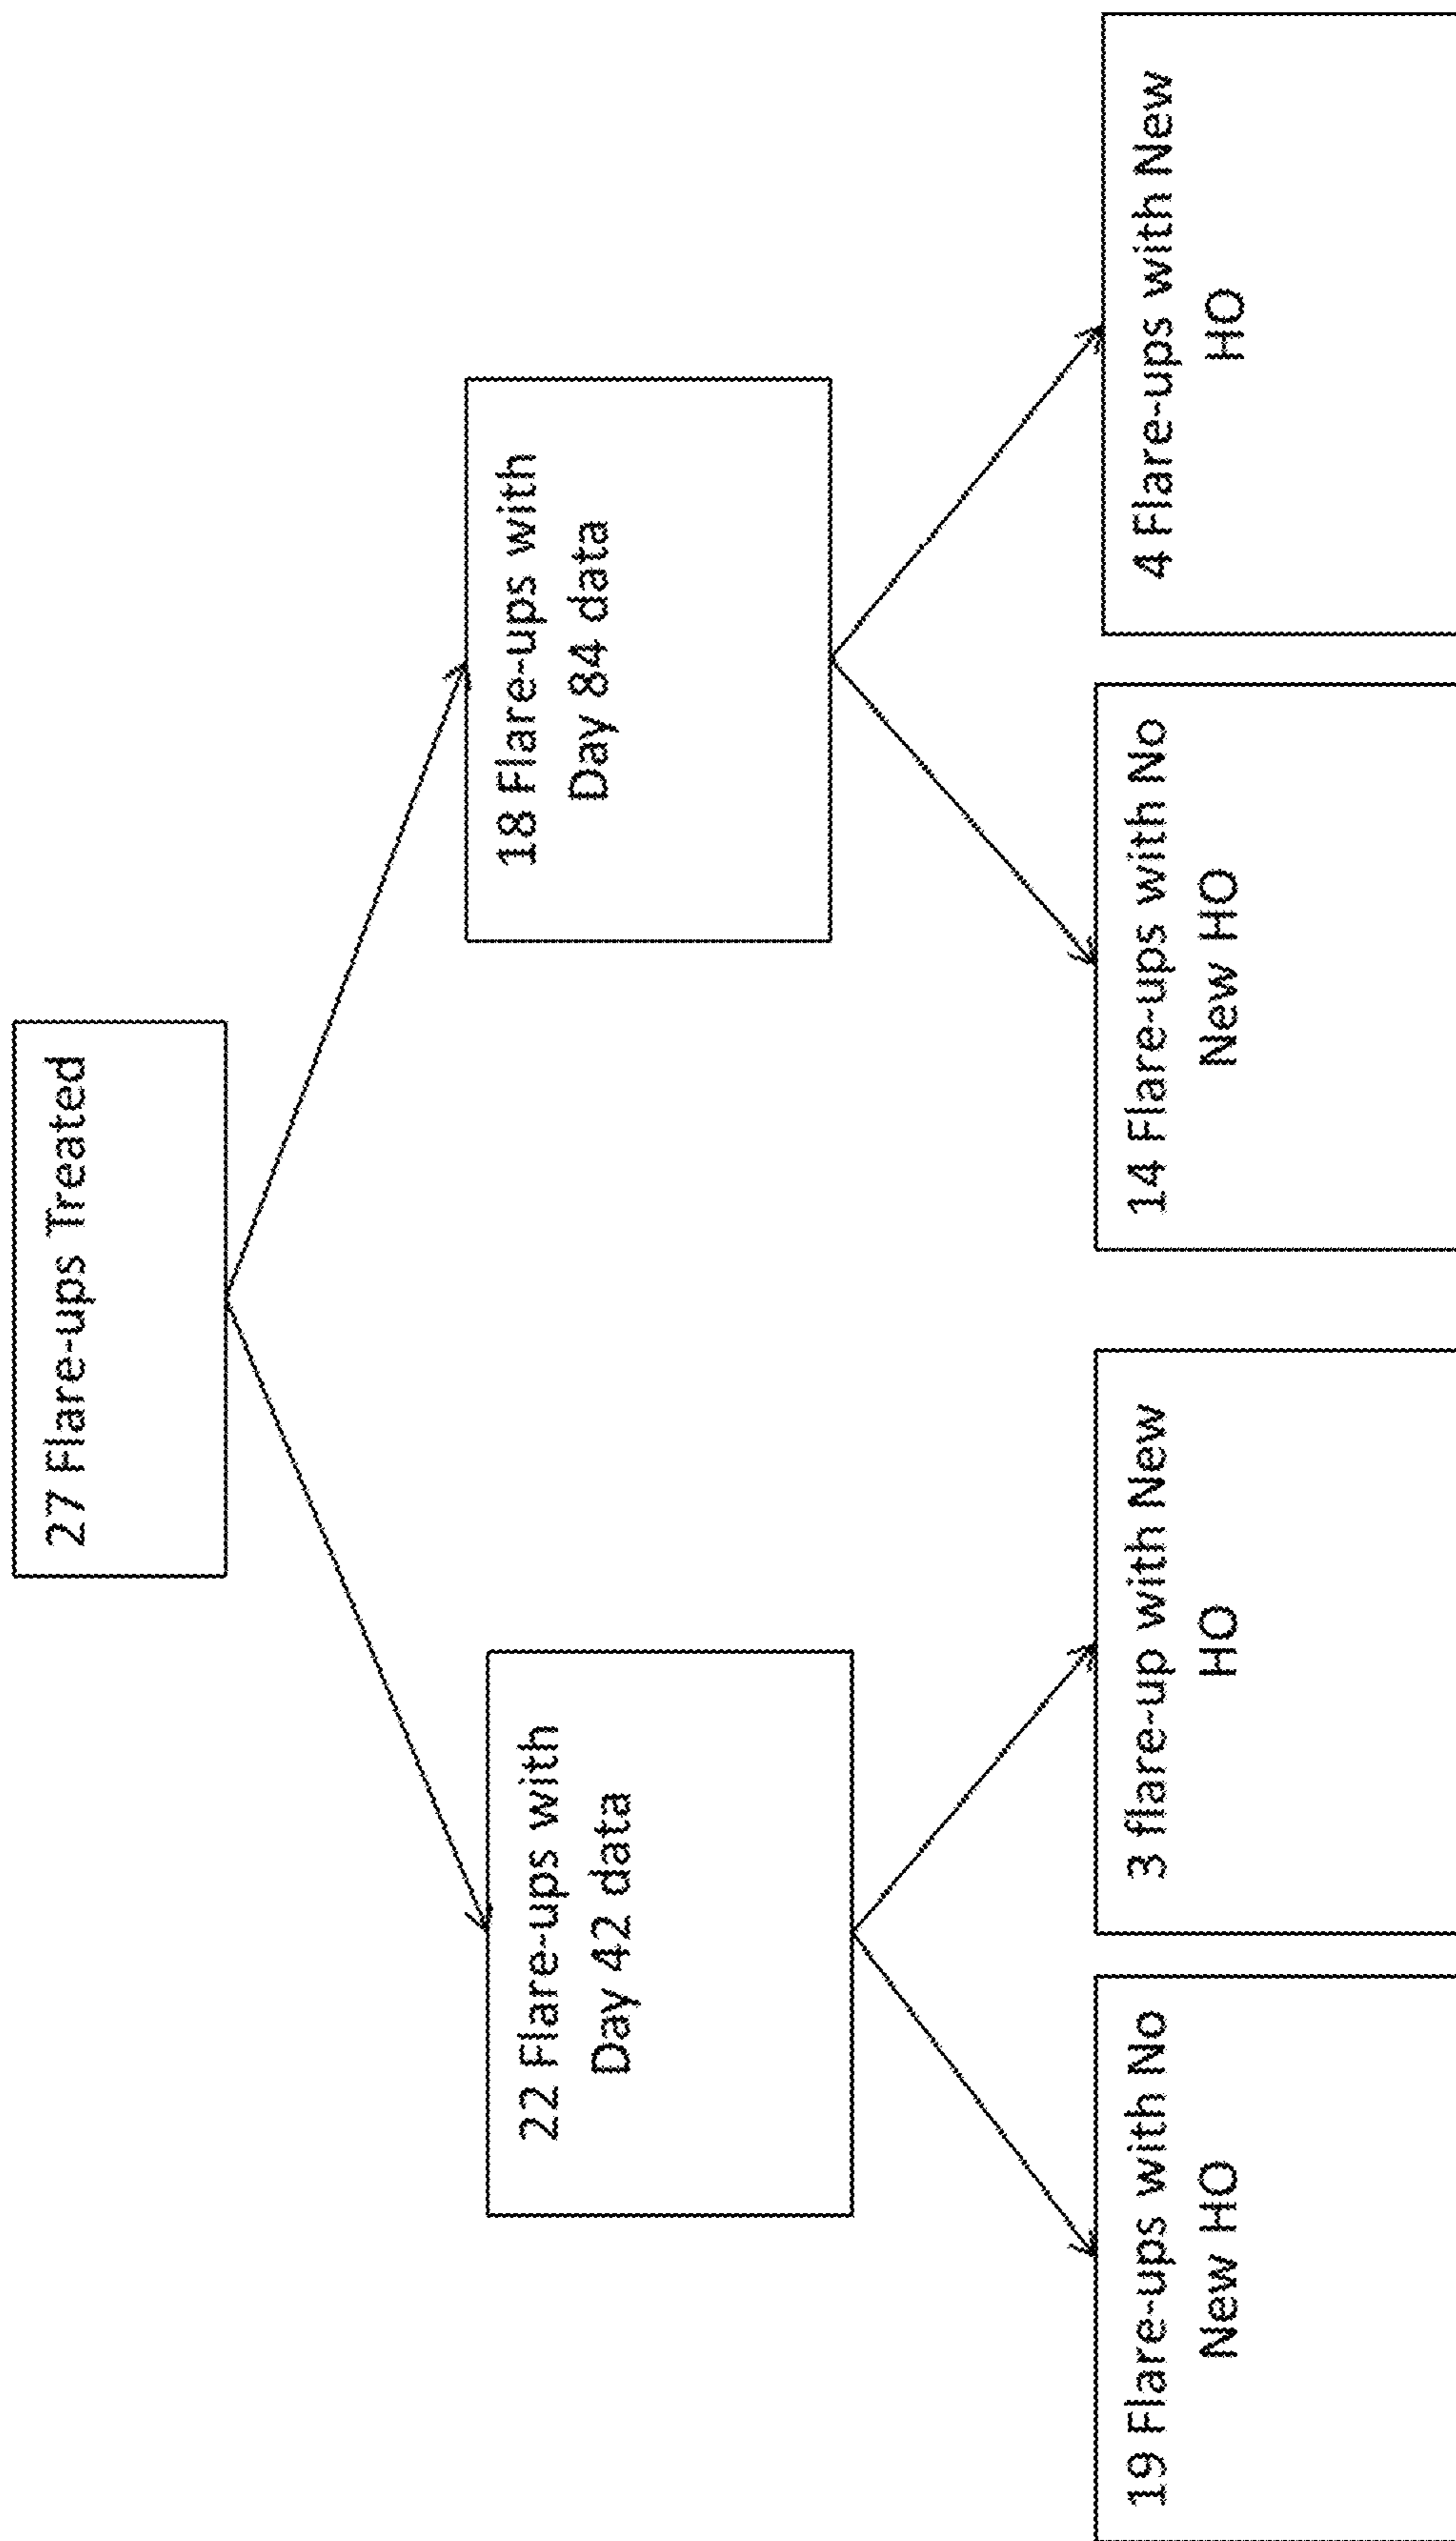 27 Flare-ups Treated
22 Flare-ups with
Day 42 data
18 Flare-ups with
Day 84 data
19 Flare-ups with No
New HO
3 flare-up with New
HO
14 Flare-ups with No
New HO
4 Flare-ups with New
HO